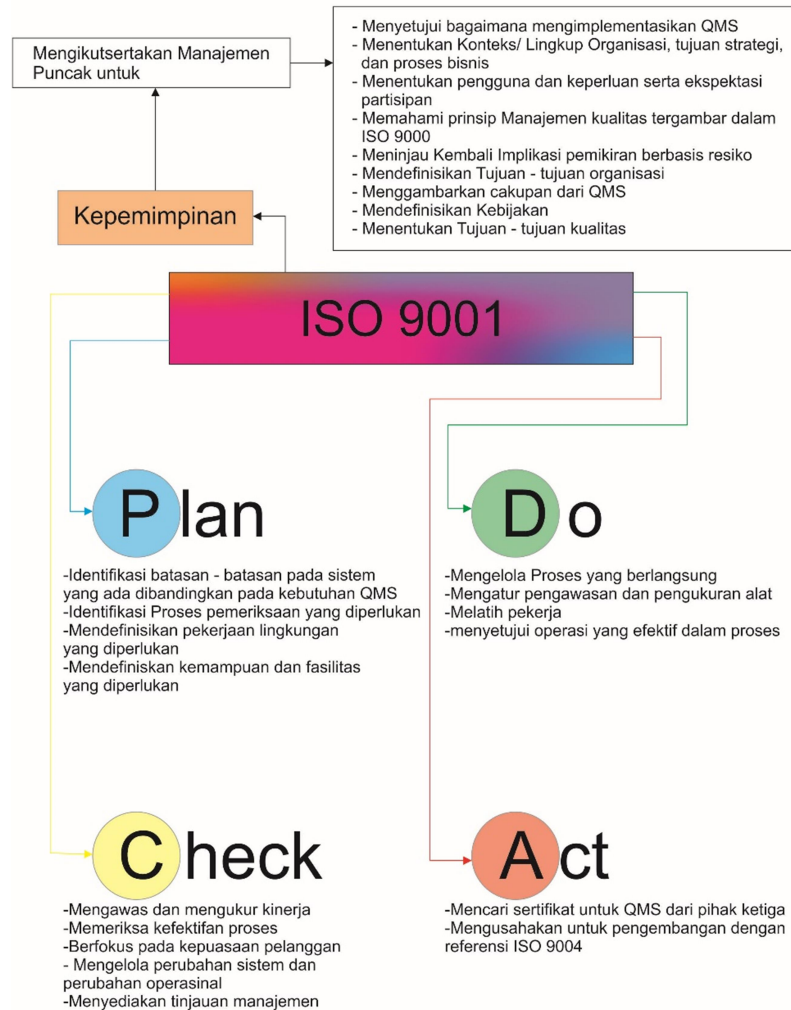 Mengikutsertakan Manajemen
Puncak untuk
- Menyetujui bagaimana mengimplementasikan QMS
- Menentukan Konteks/ Lingkup Organisasi, tujuan strategi,
dan proses bisnis
- Menentukan pengguna dan keperluan serta ekspektasi
partisipan
- Memahami prinsip Manajemen kualitas tergambar dalam
ISO 9000
- Meninjau Kembali Implikasi pemikiran berbasis resiko
- Mendefinisikan Tujuan - tujuan organisasi
- Menggambarkan cakupan dari QMS
- Mendefinisikan Kebijakan
- Menentukan Tujuan - tujuan kualitas
Kepemimpinan
ISO 9001
Plan
-Identifikasi batasan - batasan pada sistem
yang ada dibandingkan pada kebutuhan QMS
-Identifikasi Proses pemeriksaan yang diperlukan
-Mendefinisikan pekerjaan lingkungan
yang diperlukan
-Mendefiniskan kemampuan dan fasilitas
yang diperlukan
Do
-Mengelola Proses yang berlangsung
-Mengatur pengawasan dan pengukuran alat
-Melatih pekerja
-menyetujui operasi yang efektif dalam proses
Check
-Mengawas dan mengukur kinerja
-Memeriksa kefektifan proses
-Berfokus pada kepuasaan pelanggan
- Mengelola perubahan sistem dan
perubahan operasinal
-Menyediakan tinjauan manajemen
Act
-Mencari sertifikat untuk QMS dari pihak ketiga
-Mengusahakan untuk pengembangan dengan
referensi ISO 9004